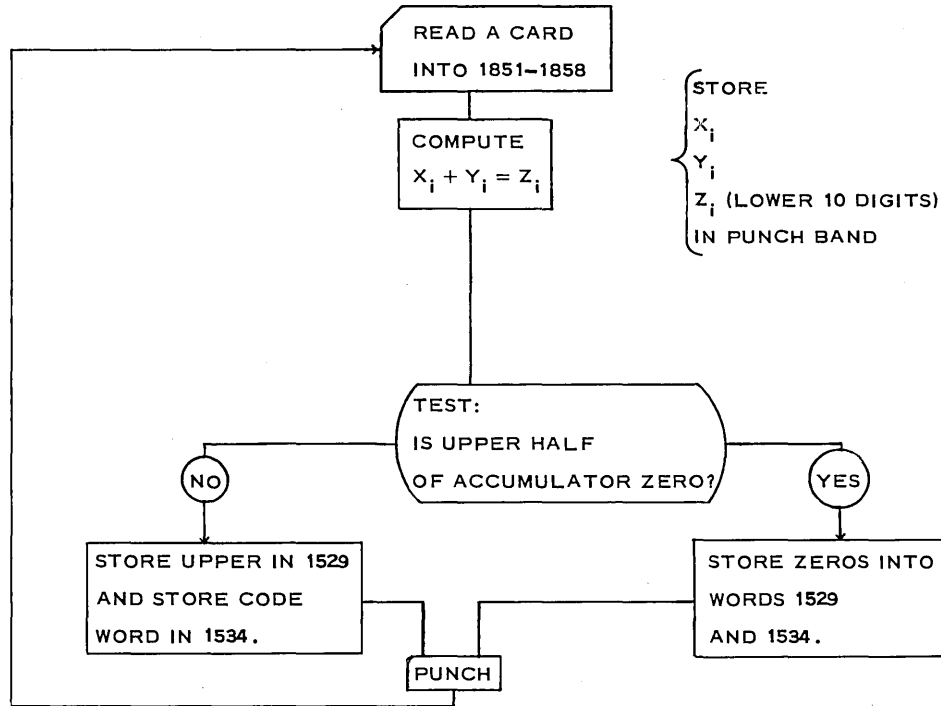 READ A CARD
INTO 1851–1858
COMPUTE
Xi + Yi = Zi
STORE
Xi
Yi
Zi (LOWER 10 DIGITS)
IN PUNCH BAND
TEST:
IS UPPER HALF
OF ACCUMULATOR ZERO?
NO
YES
STORE UPPER IN 1529
AND STORE CODE
WORD IN 1534.
STORE ZEROS INTO
WORDS 1529
AND 1534.
PUNCH